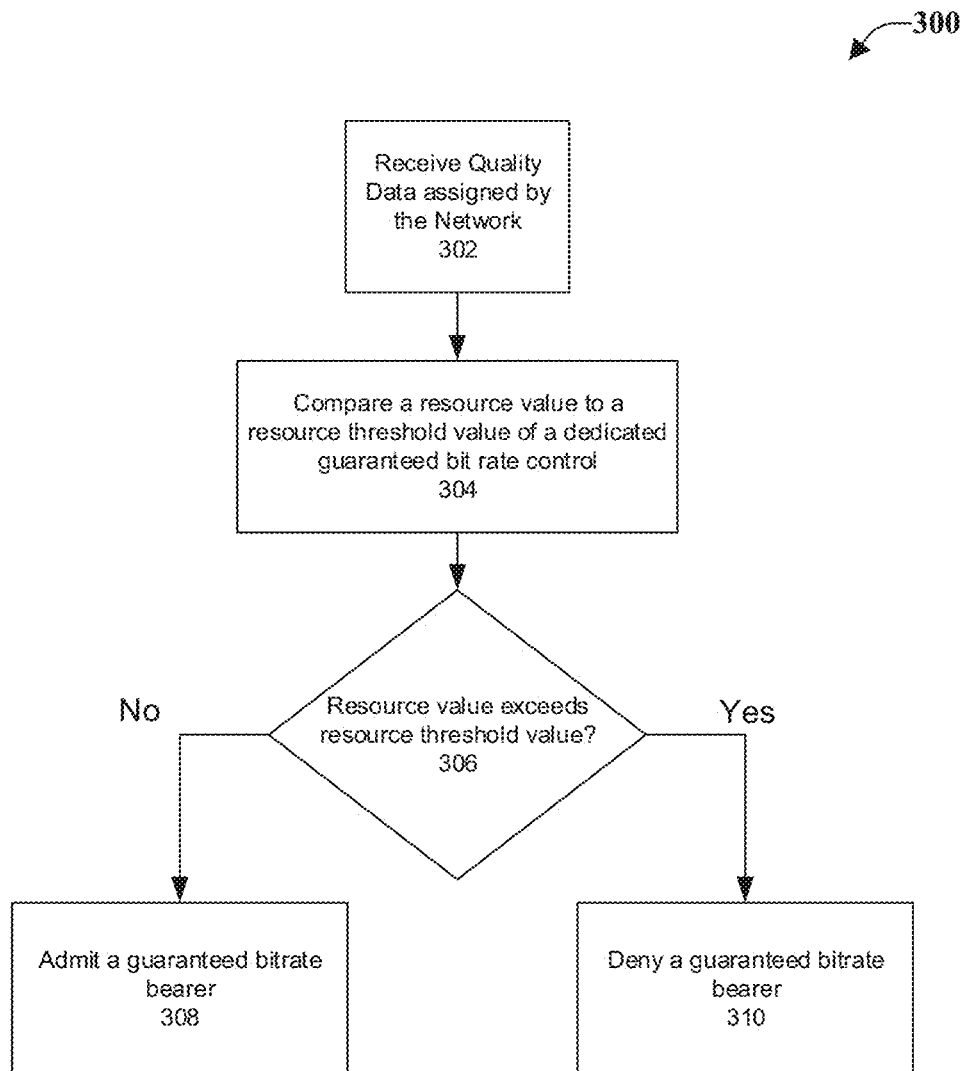 300
Receive Quality
Data assigned by
the Network
302
Compare a resource value to a
resource threshold value of a dedicated
guaranteed bit rate control
304
Resource value exceeds
resource threshold value?
306
No
Yes
Admit a guaranteed bitrate
bearer
308
Deny a guaranteed bitrate
bearer
310